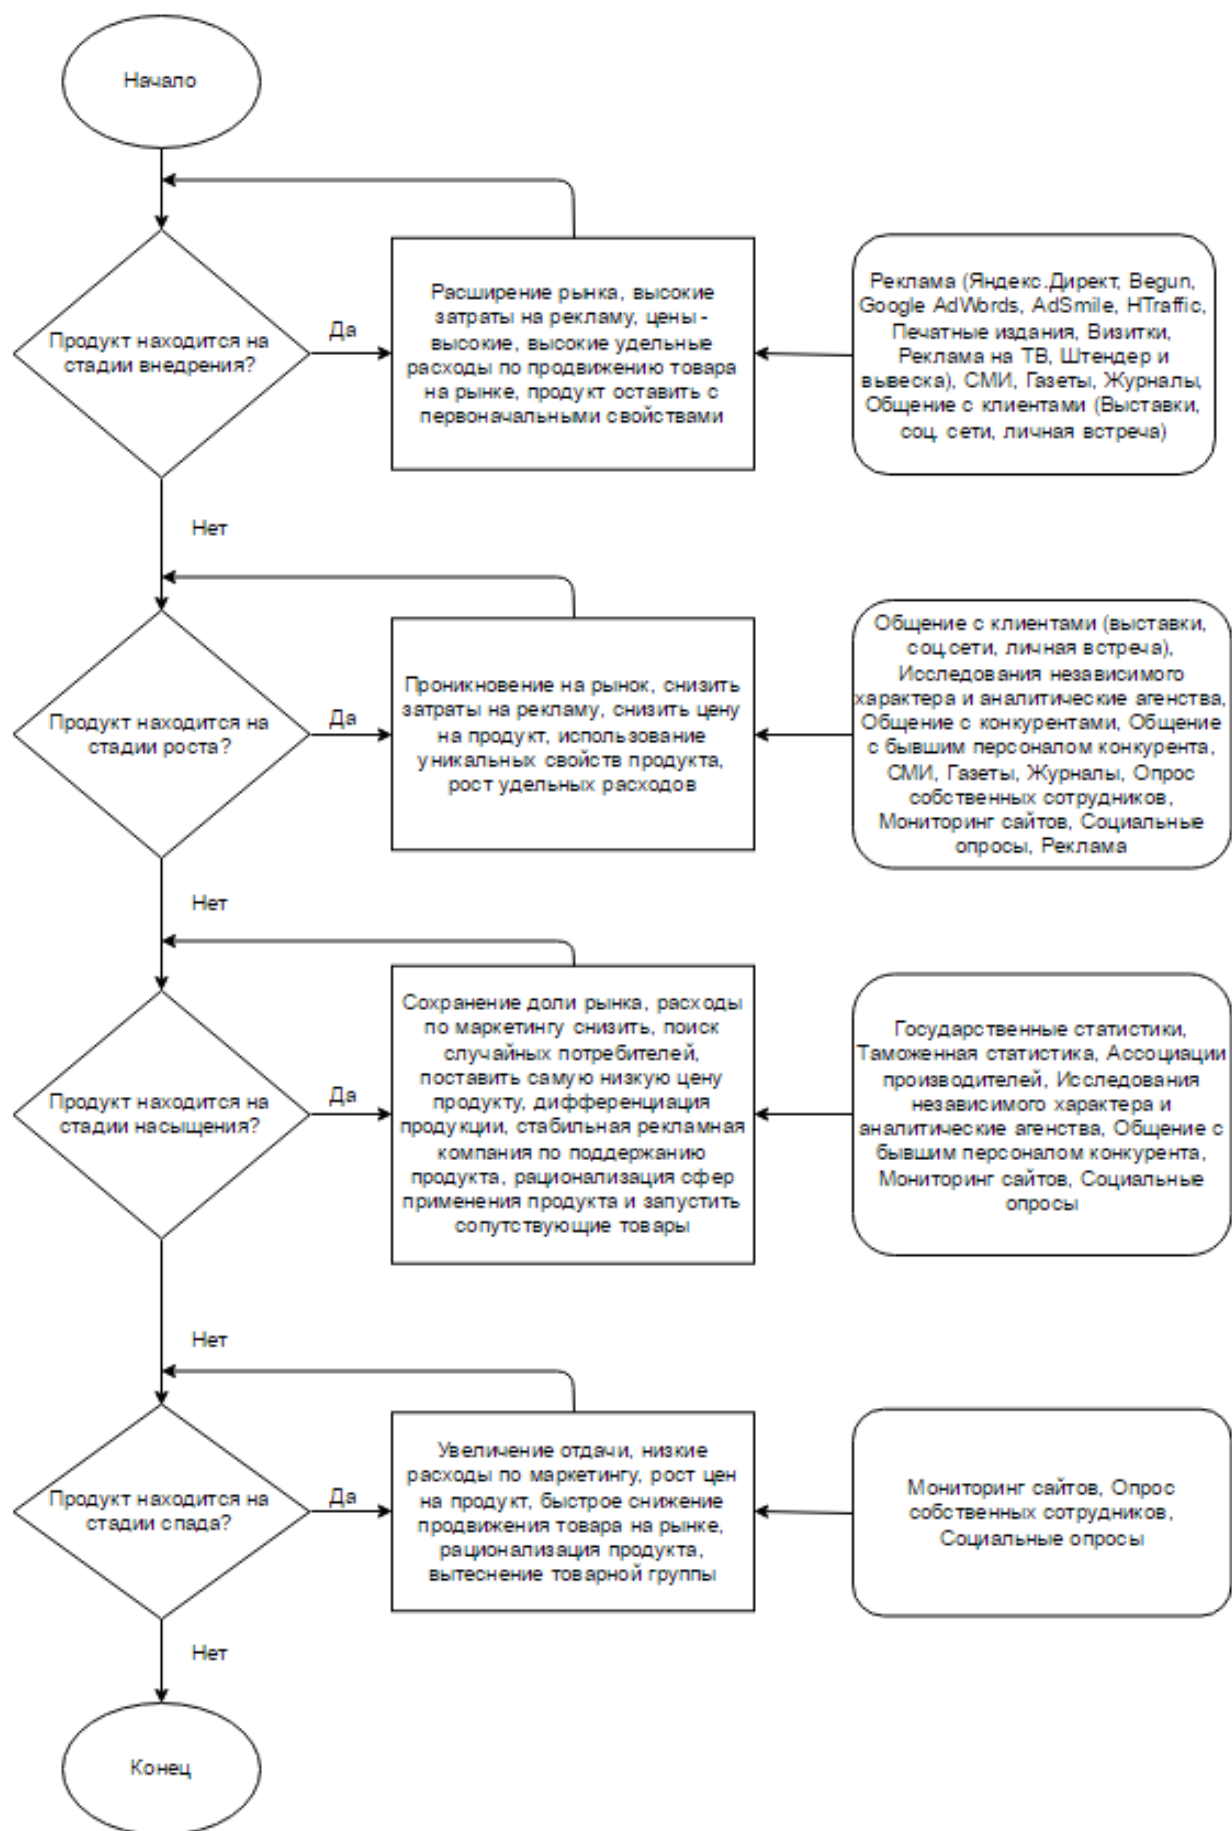 Начало
Продукт находится на
стадии внедрения?
Да
Расширение рынка, высокие
затраты на рекламу, цены -
высокие, высокие удельные
расходы по продвижению товара
на рынке, продукт оставить с
первоначальными свойствами
Реклама (Яндекс.Директ, Begun,
Google AdWords, AdSmile, HTraffic,
Печатные издания, Визитки,
Реклама на ТВ, Штендер и
вывеска), СМИ, Газеты, Журналы,
Общение с клиентами (Выставки,
соц. сети, личная встреча)
Нет
Продукт находится на
стадии роста?
Да
Проникновение на рынок, снизить
затраты на рекламу, снизить цену
на продукт, использование
уникальных свойств продукта,
рост удельных расходов
Общение с клиентами (выставки,
соц.сети, личная встреча),
Исследования независимого
характера и аналитические агенства,
Общение с конкурентами, Общение
с бывшим персоналом конкурента,
СМИ, Газеты, Журналы, Опрос
собственных сотрудников,
Мониторинг сайтов, Социальные
опросы, Реклама
Нет
Продукт находится на
стадии насыщения?
Да
Сохранение доли рынка, расходы
по маркетингу снизить, поиск
случайных потребителей,
поставить самую низкую цену
продукту, дифференциация
продукции, стабильная рекламная
компания по поддержанию
продукта, рационализация сфер
применения продукта и запустить
сопутствующие товары
Государственные статистики,
Таможенная статистика, Ассоциации
производителей, Исследования
независимого характера и
аналитические агенства, Общение с
бывшим персоналом конкурента,
Мониторинг сайтов, Социальные
опросы
Нет
Продукт находится на
стадии спада?
Да
Увеличение отдачи, низкие
расходы по маркетингу, рост цен
на продукт, быстрое снижение
продвижения товара на рынке,
рационализация продукта,
вытеснение товарной группы
Мониторинг сайтов, Опрос
собственных сотрудников,
Социальные опросы
Нет
Конец